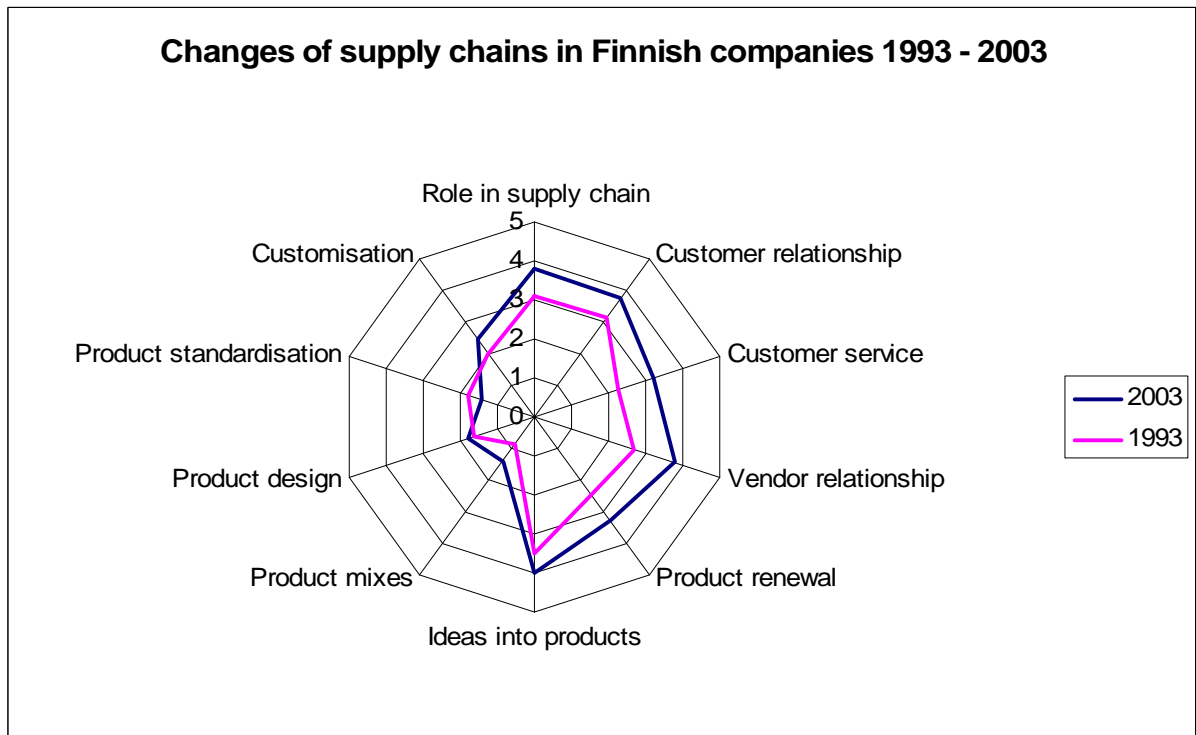 Changes of supply chains in Finnish companies 1993 - 2003
Role in supply chain
5
Customisation
Customer relationship
4
3
Product standardisation
Customer service
2
1
0
2003
1993
Product design
Vendor relationship
Product mixes
Product renewal
Ideas into products